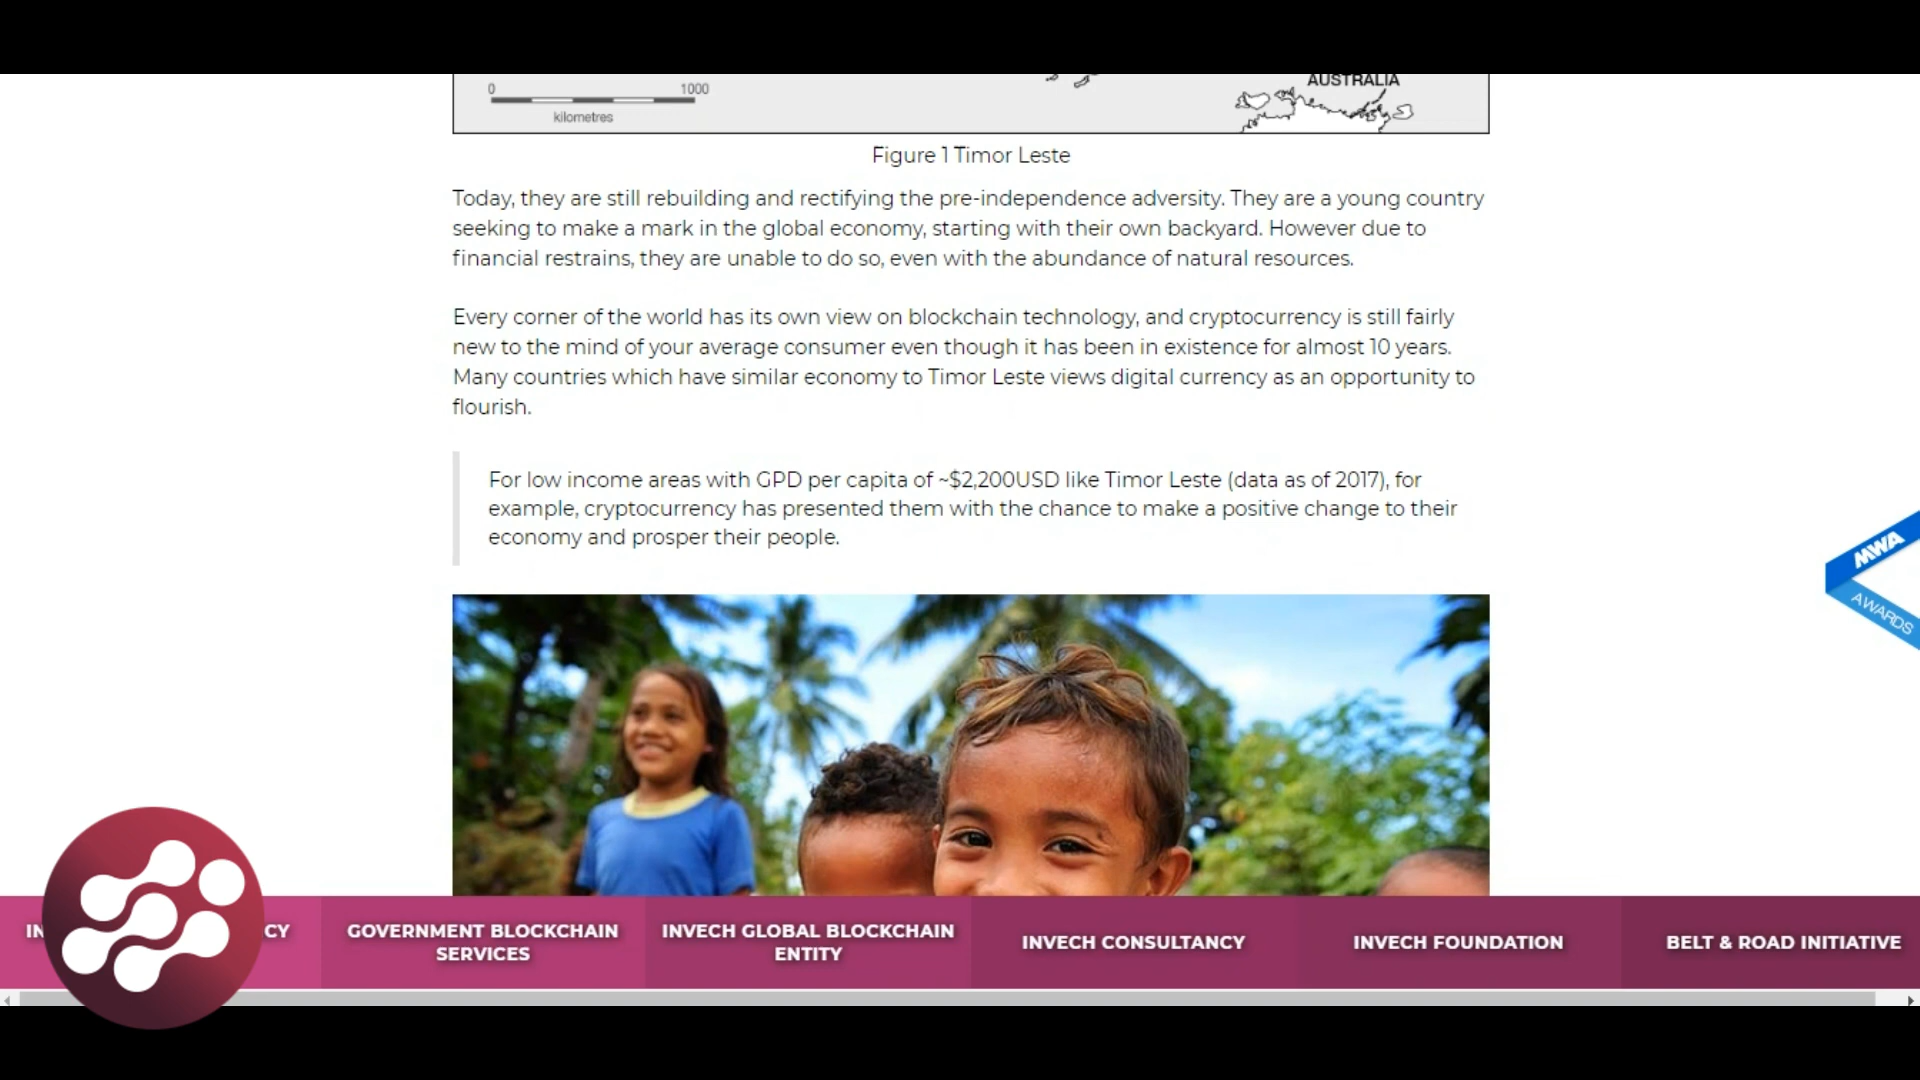 AUSTRALIA
0 1000
kilometres
Figure 1 Timor Leste
Today, they are still rebuilding and rectifying the pre-independence adversity. They are a young country
seeking to make a mark in the global economy, starting with their own backyard. However due to
financial restrains, they are unable to do so, even with the abundance of natural resources.
Every corner of the world has its own view on blockchain technology, and cryptocurrency is still fairly
new to the mind of your average consumer even though it has been in existence for almost 10 years.
Many countries which have similar economy to Timor Leste views digital currency as an opportunity to
flourish.
For low income areas with GPD per capita of ~$2,200USD like Timor Leste (data as of 2017), for
example, cryptocurrency has presented them with the chance to make a positive change to their
economy and prosper their people.
MWA
AWARDS
GOVERNMENT BLOCKCHAIN
SERVICES
INVECH GLOBAL BLOCKCHAIN
ENTITY
INVECH CONSULTANCY
INVECH FOUNDATION
BELT & ROAD INITIATIVE